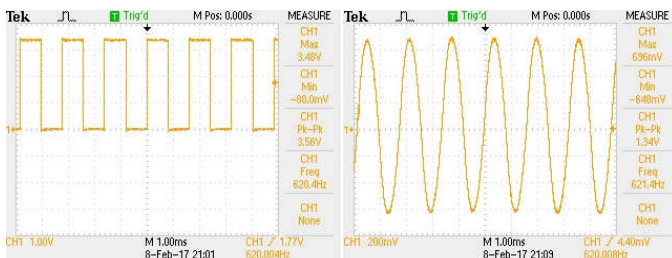 Tek
T Trig'd
M Pos: 0.000s
MEASURE
CH1
Max
3.48V
CH1
Min
-80.0mV
CH1
Pk-Pk
3.56V
CH1
Freq
620.4Hz
CH1
None
1
CH1 1.00V
M 1.00ms
CH1 / 1.77V
8-Feb-17 21:01
620.004Hz
Tek
T Trig'd
M Pos: 0.000s
MEASURE
CH1
Max
696mV
CH1
Min
-648mV
CH1
Pk-Pk
1.34V
CH1
Freq
621.4Hz
CH1
None
1
CH1 200mV
M 1.00ms
CH1 / 4.40mV
8-Feb-17 21:09
620.008Hz